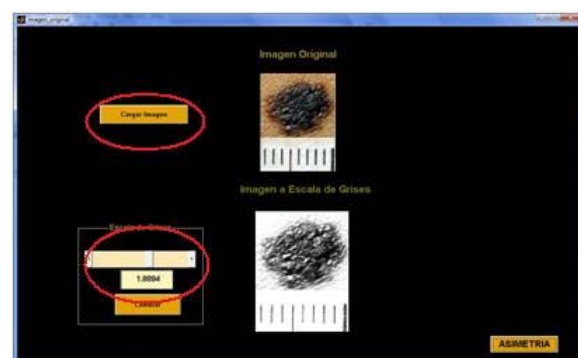 imagen_original
Imagen Original
Cargar Imagen
Imagen a Escala de Grises
Escala de Grises
1.0094
Cambiar
ASIMETRIA